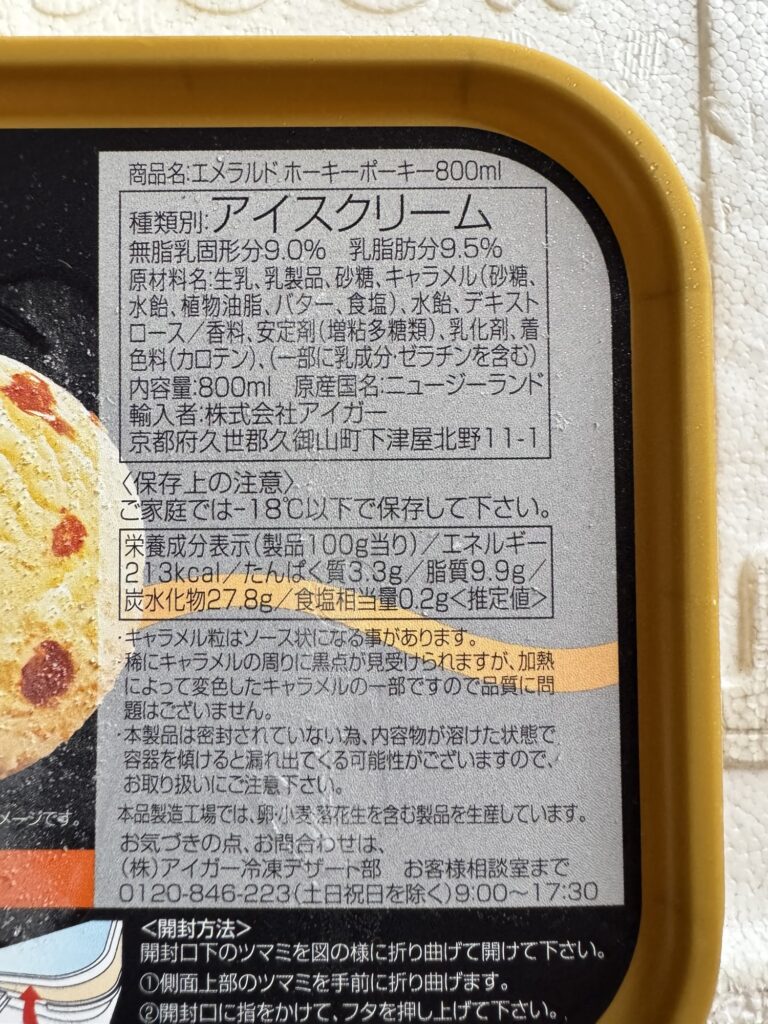 商品名:エメラルド ホーキーポーキー800ml
種類別:アイスクリーム
無脂乳固形分9.0% 乳脂肪分9.5%
原材料名:生乳、乳製品、砂糖、キャラメル(砂糖、
水飴、植物油脂、バター、食塩)、水飴、デキスト
ロース/香料、安定剤(増粘多糖類)、乳化剤、着
色料(カロテン)、(一部に乳成分・ゼラチンを含む)
内容量:800ml 原産国名:ニュージーランド
輸入者:株式会社アイガー
京都府久世郡久御山町下津屋北野11-1
〈保存上の注意〉
ご家庭では-18℃以下で保存して下さい。
栄養成分表示(製品100g当り)/エネルギー
213kcal/たんぱく質3.3g/脂質9.9g/
炭水化物27.8g/食塩相当量0.2g<推定値>
・キャラメル粒はソース状になる事があります。
・稀にキャラメルの周りに黒点が見受けられますが、加熱
によって変色したキャラメルの一部ですので品質に問
題はございません。
・本製品は密封されていない為、内容物が溶けた状態で
容器を傾けると漏れ出てくる可能性がございますので、
お取り扱いにご注意下さい。
本品製造工場では、卵・小麦・落花生を含む製品を生産しています。
お気づきの点、お問合わせは、
(株)アイガー冷凍デザート部 お客様相談室まで
0120-846-223(土日祝日を除く)9:00〜17:30
メージです。
<開封方法>
開封口下のツマミを図の様に折り曲げて開けて下さい。
①側面上部のツマミを手前に折り曲げます。
②開封口に指をかけて、フタを押し上げて下さい。